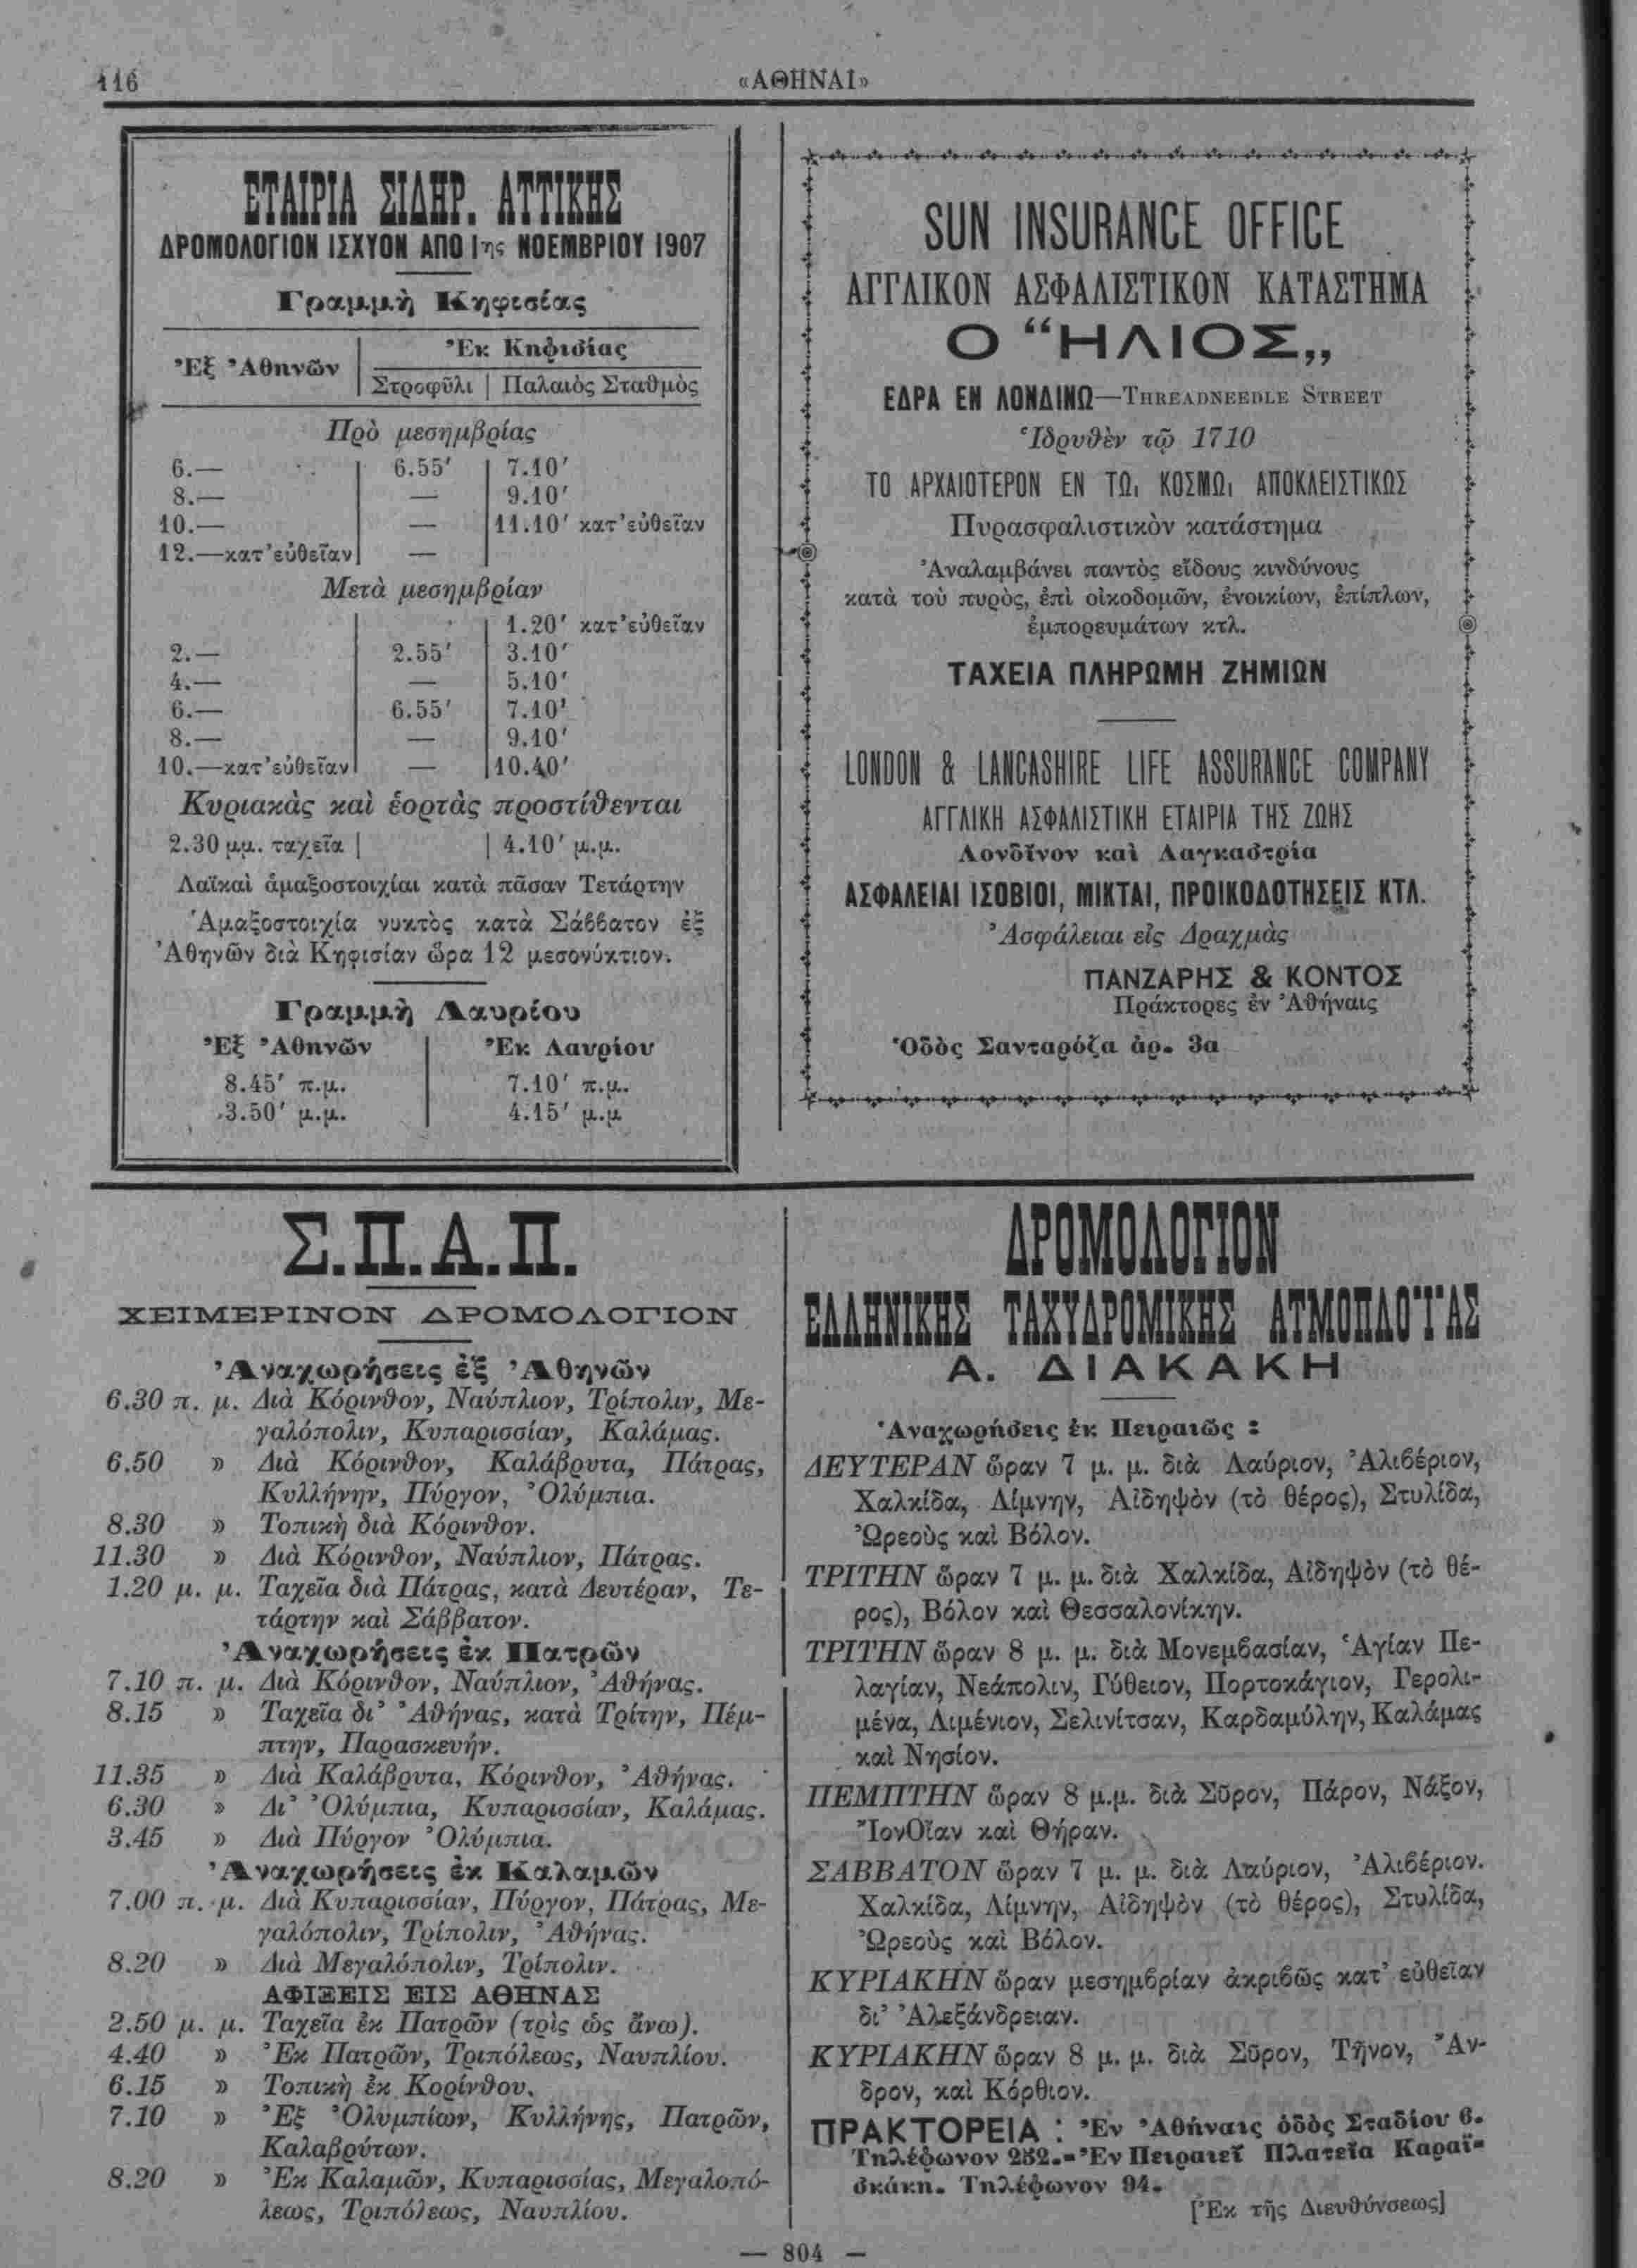 116
«ΑΘΗΝΑΙ»
ΕΤΑΙΡΙΑ ΣΙΔΗΡ. ΑΤΤΙΚΗΣ
ΔΡΟΜΟΛΟΓΙΟΝ ΙΣΧΥΟΝ ΑΠΟ 1ης ΝΟΕΜΒΡΙΟΥ 1907
Γραμμὴ Κηφισίας
Ἐξ Ἀθηνῶν
Ἐκ Κηφισίας
Στροφῦλι | Παλαιὸς Σταθμὸς
Πρὸ μεσημβρίας
6.— 6.55′ 7.10′
8.— — 9.10′
10.— — 11.10′ κατ'εὐθεῖαν
12.—κατ'εὐθεῖαν —
Μετὰ μεσημβρίαν
1.20′ κατ'εὐθεῖαν
2.— 2.55′ 3.10′
4.— — 5.10′
6.— 6.55′ 7.10′
8.— — 9.10′
10.—κατ'εὐθεῖαν — 10.40′
Κυριακὰς καὶ ἑορτὰς προστίθενται
2.30 μμ. ταχεῖα | | 4.10′ μ.μ.
Λαϊκαὶ ἁμαξοστοιχίαι κατὰ πᾶσαν Τετάρτην
Ἁμαξοστοιχία νυκτὸς κατὰ Σάββατον ἐξ
Ἀθηνῶν διὰ Κηφισίαν ὥρα 12 μεσονύκτιον.
Γραμμὴ Λαυρίου
Ἐξ Ἀθηνῶν Ἐκ Λαυρίου
8.45′ π.μ. 7.10′ π.μ.
3.50′ μ.μ. 4.15′ μ.μ
SUN INSURANCE OFFICE
ΑΓΓΛΙΚΟΝ ΑΣΦΑΛΙΣΤΙΚΟΝ ΚΑΤΑΣΤΗΜΑ
Ο “ΗΛΙΟΣ„
ΕΔΡΑ ΕΝ ΛΟΝΔΙΝΩ—THREADNEEDLE STREET
Ἱδρυθὲν τῷ 1710
ΤΟ ΑΡΧΑΙΟΤΕΡΟΝ ΕΝ ΤΩι ΚΟΣΜΩι ΑΠΟΚΛΕΙΣΤΙΚΩΣ
Πυρασφαλιστικὸν κατάστημα
Ἀναλαμβάνει παντὸς εἴδους κινδύνους
κατὰ τοῦ πυρὸς, ἐπὶ οἰκοδομῶν, ἐνοικίων, ἐπίπλων,
ἐμπορευμάτων κτλ.
ΤΑΧΕΙΑ ΠΛΗΡΩΜΗ ΖΗΜΙΩΝ
LONDON & LANCASHIRE LIFE ASSURANCE COMPANY
ΑΓΓΛΙΚΗ ΑΣΦΑΛΙΣΤΙΚΗ ΕΤΑΙΡΙΑ ΤΗΣ ΖΩΗΣ
Λονδῖνον καὶ Λαγκαστρία
ΑΣΦΑΛΕΙΑΙ ΙΣΟΒΙΟΙ, ΜΙΚΤΑΙ, ΠΡΟΙΚΟΔΟΤΗΣΕΙΣ ΚΤΛ.
Ἀσφάλειαι εἰς Δραχμὰς
ΠΑΝΖΑΡΗΣ & ΚΟΝΤΟΣ
Πράκτορες ἐν Ἀθήναις
Ὁδὸς Σανταρόζα ἀρ. 3α
Σ.Π.Α.Π.
ΧΕΙΜΕΡΙΝΟΝ ΔΡΟΜΟΛΟΓΙΟΝ
Ἀναχωρήσεις ἐξ Ἀθηνῶν
6.30 π. μ. Διὰ Κόρινθον, Ναύπλιον, Τρίπολιν, Με-
γαλόπολιν, Κυπαρισσίαν, Καλάμας.
6.50 » Διὰ Κόρινθον, Καλάβρυτα, Πάτρας,
Κυλλήνην, Πύργον, Ὀλύμπια.
8.30 » Τοπικὴ διὰ Κόρινθον.
11.30 » Διὰ Κόρινθον, Ναύπλιον, Πάτρας.
1.20 μ. μ. Ταχεῖα διὰ Πάτρας, κατὰ Δευτέραν, Τε-
τάρτην καὶ Σάββατον.
Ἀναχωρήσεις ἐκ Πατρῶν
7.10 π. μ. Διὰ Κόρινθον, Ναύπλιον, Ἀθήνας.
8.15 » Ταχεῖα δι' Ἀθήνας, κατὰ Τρίτην, Πέμ-
πτην, Παρασκευήν.
11.35 » Διὰ Καλάβρυτα, Κόρινθον, Ἀθήνας.
6.30 » Δι' Ὀλύμπια, Κυπαρισσίαν, Καλάμας.
3.45 » Διὰ Πύργον Ὀλύμπια.
Ἀναχωρήσεις ἐκ Καλαμῶν
7.00 π. μ. Διὰ Κυπαρισσίαν, Πύργον, Πάτρας, Με-
γαλόπολιν, Τρίπολιν, Ἀθήνας.
8.20 » Διὰ Μεγαλόπολιν, Τρίπολιν.
ΑΦΙΞΕΙΣ ΕΙΣ ΑΘΗΝΑΣ
2.50 μ. μ. Ταχεῖα ἐκ Πατρῶν (τρὶς ὡς ἄνω).
4.40 » Ἐκ Πατρῶν, Τριπόλεως, Ναυπλίου.
6.15 » Τοπικὴ ἐκ Κορίνθου.
7.10 » Ἐξ Ὀλυμπίων, Κυλλήνης, Πατρῶν,
Καλαβρύτων.
8.20 » Ἐκ Καλαμῶν, Κυπαρισσίας, Μεγαλοπό-
λεως, Τριπόλεως, Ναυπλίου.
ΔΡΟΜΟΛΟΓΙΟΝ
ΕΛΛΗΝΙΚΗΣ ΤΑΧΥΔΡΟΜΙΚΗΣ ΑΤΜΟΠΛΟΪΑΣ
Α. ΔΙΑΚΑΚΗ
Ἀναχωρήσεις ἐκ Πειραιῶς :
ΔΕΥΤΕΡΑΝ ὥραν 7 μ. μ. διὰ Λαύριον, Ἀλιβέριον,
Χαλκίδα, Λίμνην, Αἰδηψὸν (τὸ θέρος), Στυλίδα,
Ὠρεοὺς καὶ Βόλον.
ΤΡΙΤΗΝ ὥραν 7 μ. μ. διὰ Χαλκίδα, Αἰδηψὸν (τὸ θέ-
ρος), Βόλον καὶ Θεσσαλονίκην.
ΤΡΙΤΗΝ ὥραν 8 μ. μ. διὰ Μονεμβασίαν, Ἁγίαν Πε-
λαγίαν, Νεάπολιν, Γύθειον, Πορτοκάγιον, Γερολι-
μένα, Λιμένιον, Σελινίτσαν, Καρδαμύλην, Καλάμας
καὶ Νησίον.
ΠΕΜΠΤΗΝ ὥραν 8 μ.μ. διὰ Σῦρον, Πάρον, Νάξον,
ἼονΟἵαν καὶ Θήραν.
ΣΑΒΒΑΤΟΝ ὥραν 7 μ. μ. διὰ Λαύριον, Ἀλιβέριον.
Χαλκίδα, Λίμνην, Αἰδηψὸν (τὸ θέρος), Στυλίδα,
Ὠρεοὺς καὶ Βόλον.
ΚΥΡΙΑΚΗΝ ὥραν μεσημβρίαν ἀκριβῶς κατ' εὐθεῖαν
δι' Ἀλεξάνδρειαν.
ΚΥΡΙΑΚΗΝ ὥραν 8 μ. μ. διὰ Σῦρον, Τῆνον, Ἄν-
δρον, καὶ Κόρθιον.
ΠΡΑΚΤΟΡΕΙΑ : Ἐν Ἀθήναις ὁδὸς Σταδίου 6.
Τηλέφωνον 252.-Ἐν Πειραιεῖ Πλατεῖα Καραϊ-
σκάκη. Τηλέφωνον 94.
[Ἐκ τῆς Διευθύνσεως]
— 804 —